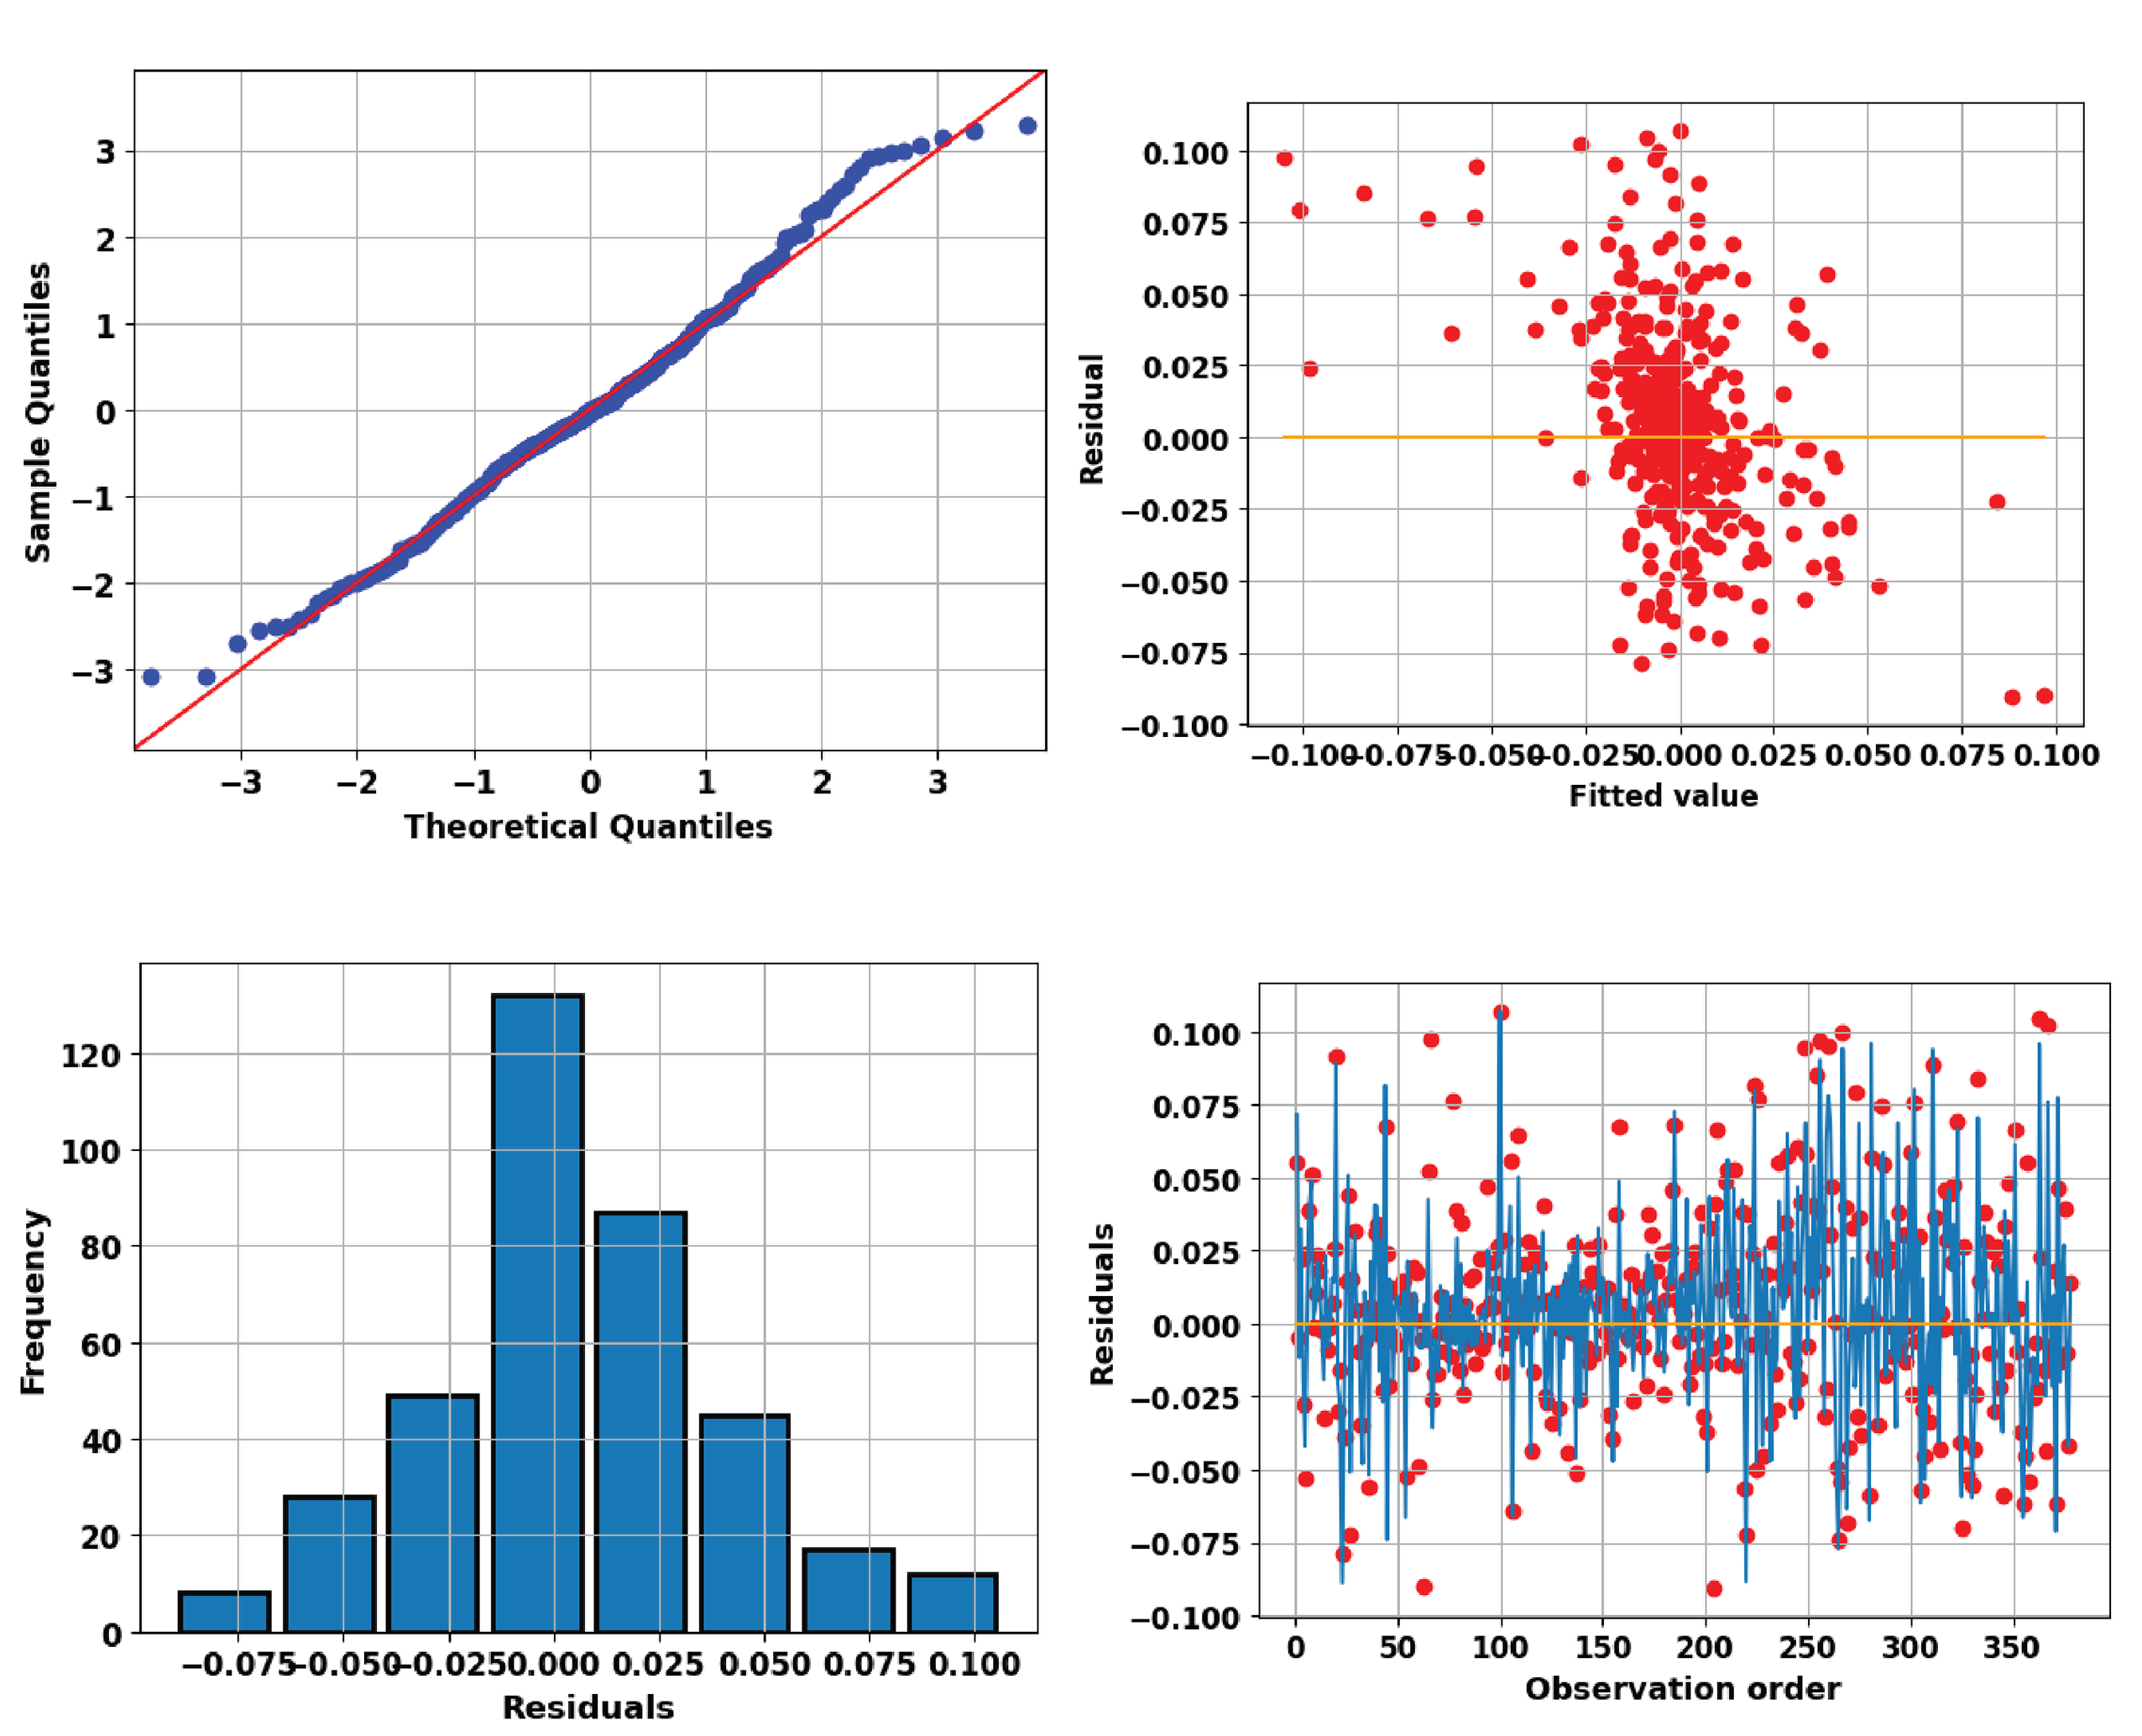 3
2
1
0
−1
−2
−3
Sample Quantiles
−3 −2 −1 0 1 2 3
Theoretical Quantiles
0.100
0.075
0.050
0.025
0.000
−0.025
−0.050
−0.075
−0.100
Residual
−0.100 −0.075 −0.050 −0.025 0.000 0.025 0.050 0.075 0.100
Fitted value
120
100
80
60
40
20
0
Frequency
−0.075 −0.050 −0.025 0.000 0.025 0.050 0.075 0.100
Residuals
0.100
0.075
0.050
0.025
0.000
−0.025
−0.050
−0.075
−0.100
Residuals
0 50 100 150 200 250 300 350
Observation order